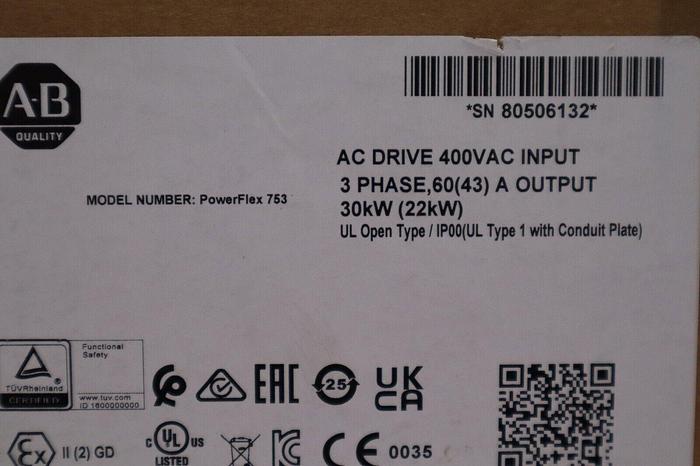 A-B
QUALITY
*SN 80506132*
AC DRIVE 400VAC INPUT
3 PHASE,60(43) A OUTPUT
30kW (22kW)
UL Open Type / IP00(UL Type 1 with Conduit Plate)
MODEL NUMBER: PowerFlex 753
TÜVRheinland
CERTIFIED
Functional
Safety
www.tuv.com
ID 1600000000
EAC
25
UK
CA
Ex
II (2) GD
C UL US
LISTED
CE 0035